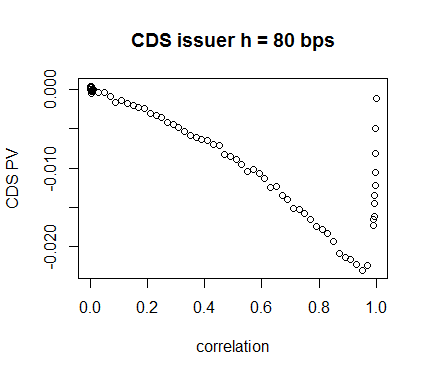 CDS issuer h = 80 bps
0.000
-0.010
-0.020
CDS PV
0.0 0.2 0.4 0.6 0.8 1.0
correlation